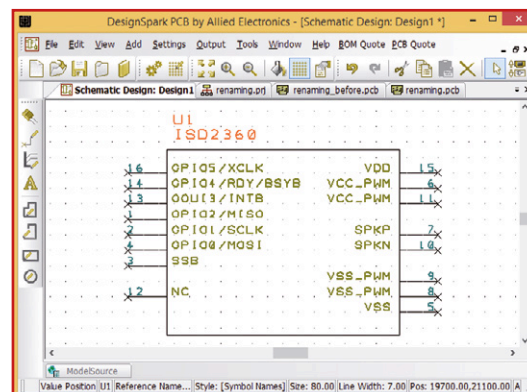 DesignSpark PCB by Allied Electronics - [Schematic Design: Design1 *]
File Edit View Add Settings Output Tools Window Help BOM Quote PCB Quote
Schematic Design: Design1 renaming.prj renaming_before.pcb renaming.pcb
U1
ISD2360
16 GPIO5/XCLK VDD 15
14 GPIO4/RDY/BSYB VCC_PWM 6
13 GOUI3/INTB VCC_PWM 11
1 GPIO2/MISO
2 GPIO1/SCLK SPKP 7
4 GPIO0/MOSI SPKN 10
3 SSB
VSS_PWM 9
12 NC VSS_PWM 8
VSS 5
ModelSource
Value Position U1 Reference Name... Style: [Symbol Names] Size: 80.00 Line Width: 7.00 Pos: 19700.00,21100.00 A